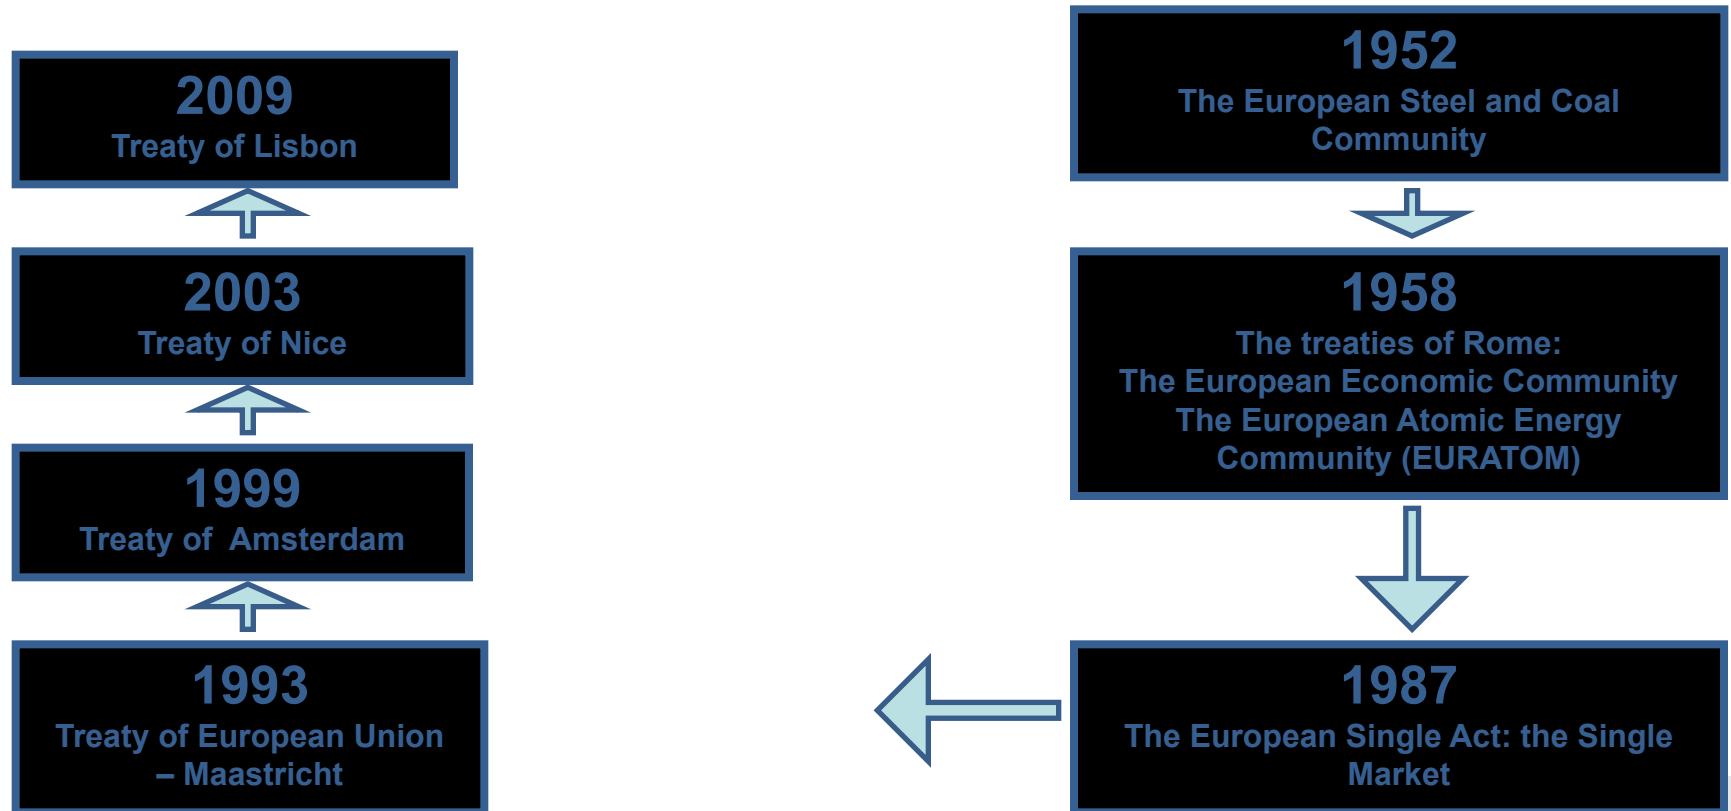 1952
The European Steel and Coal
Community
1958
The treaties of Rome:
The European Economic Community
The European Atomic Energy
Community (EURATOM)
1987
The European Single Act: the Single
Market
1993
Treaty of European Union
– Maastricht
1999
Treaty of  Amsterdam
2003
Treaty of Nice
2009
Treaty of Lisbon